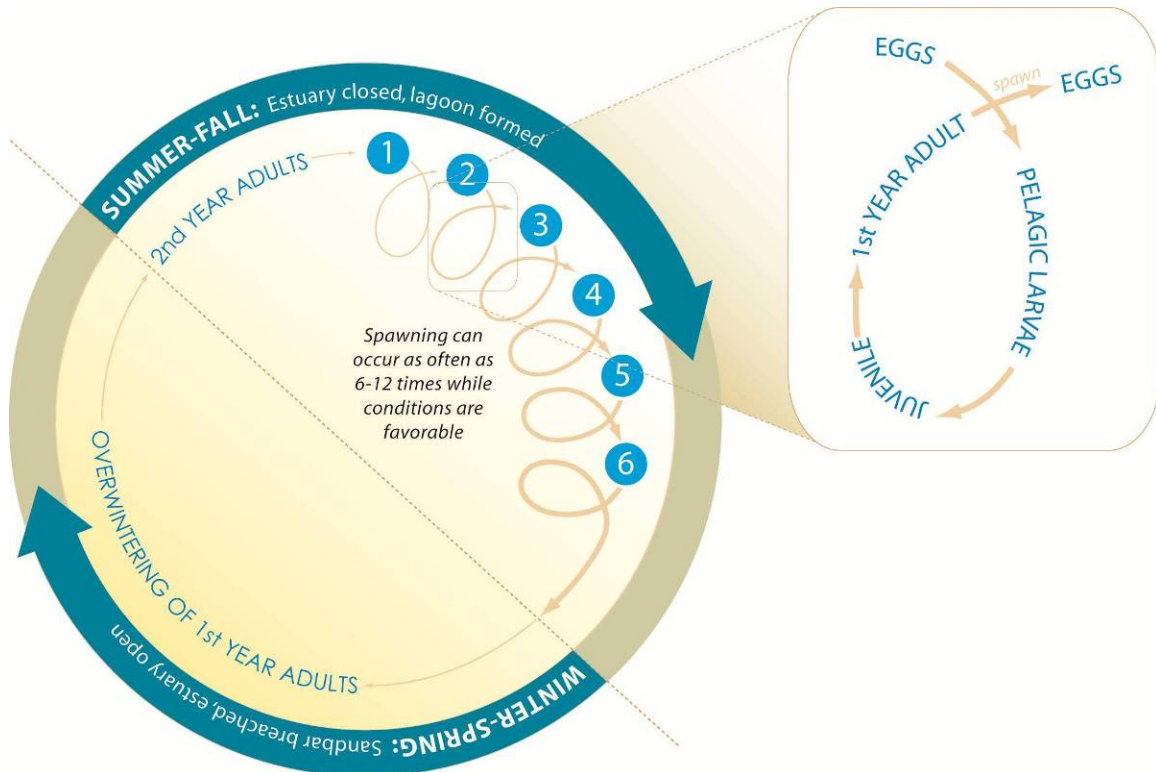 SUMMER-FALL: Estuary closed, lagoon formed
2nd YEAR ADULTS
1
2
3
4
5
6
Spawning can
occur as often as
6-12 times while
conditions are
favorable
OVERWINTERING OF 1st YEAR ADULTS
WINTER-SPRING: Sandbar breached, estuary open
EGGS
spawn
EGGS
1st YEAR ADULT
PELAGIC LARVAE
JUVENILE